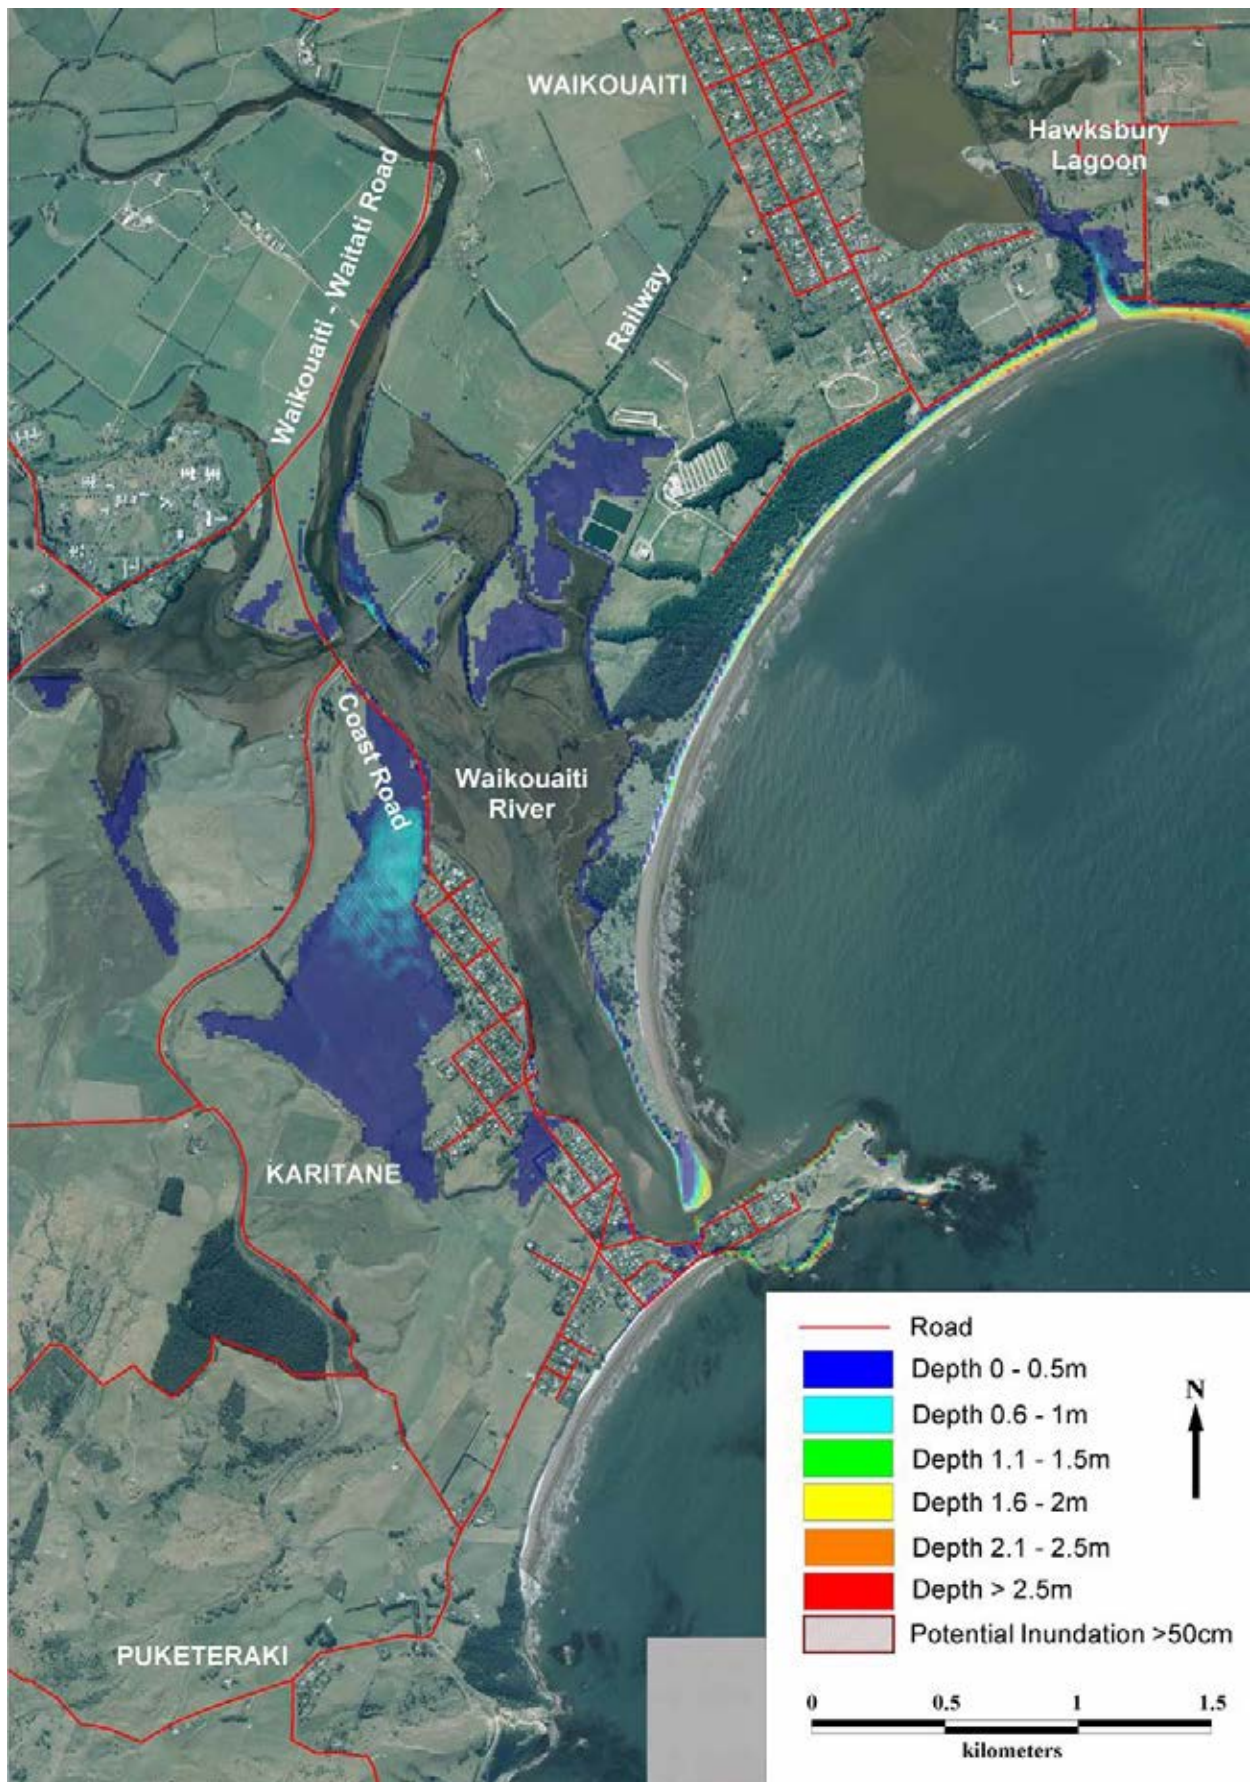 WAIKOUAITI
Hawksbury
Lagoon
Waikouaiti - Waitati Road
Railway
Coast Road
Waikouaiti
River
KARITANE
PUKETERAKI
Road
Depth 0 - 0.5m
Depth 0.6 - 1m
Depth 1.1 - 1.5m
Depth 1.6 - 2m
Depth 2.1 - 2.5m
Depth > 2.5m
Potential Inundation >50cm
N
0 0.5 1 1.5
kilometers